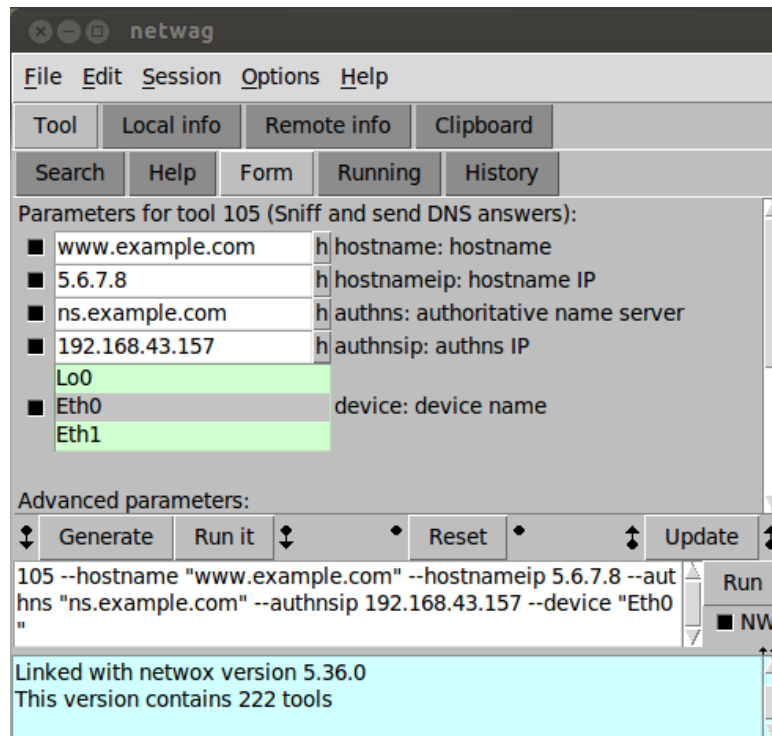 netwag
File Edit Session Options Help
Tool Local info Remote info Clipboard
Search Help Form Running History
Parameters for tool 105 (Sniff and send DNS answers):
www.example.com h hostname: hostname
5.6.7.8 h hostnameip: hostname IP
ns.example.com h authns: authoritative name server
192.168.43.157 h authnsip: authns IP
Lo0
Eth0 device: device name
Eth1
Advanced parameters:
Generate Run it Reset Update
105 --hostname "www.example.com" --hostnameip 5.6.7.8 --aut
hns "ns.example.com" --authnsip 192.168.43.157 --device "Eth0
"
Run
NW
Linked with netwox version 5.36.0
This version contains 222 tools